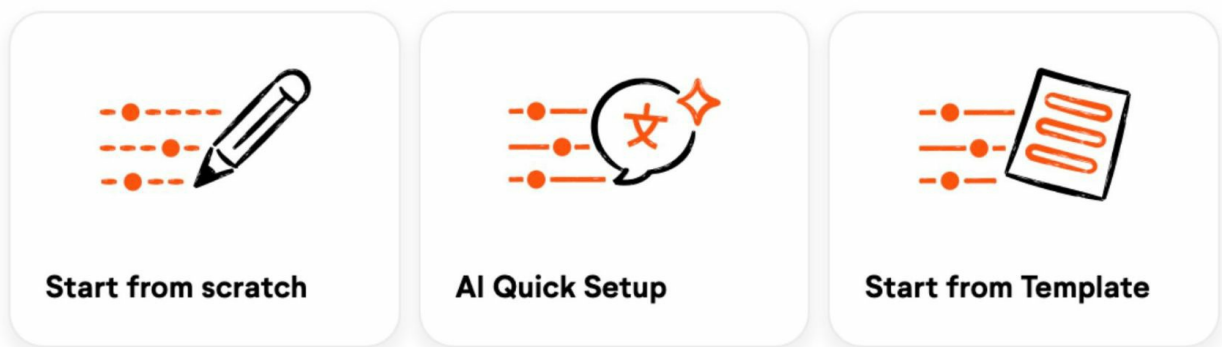 文
Start from scratch
AI Quick Setup
Start from Template